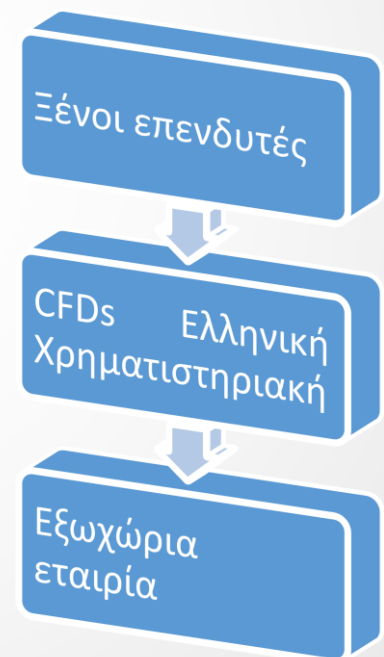 Ξένοι επενδυτές
CFDs Ελληνική
Χρηματιστηριακή
Εξωχώρια
εταιρία